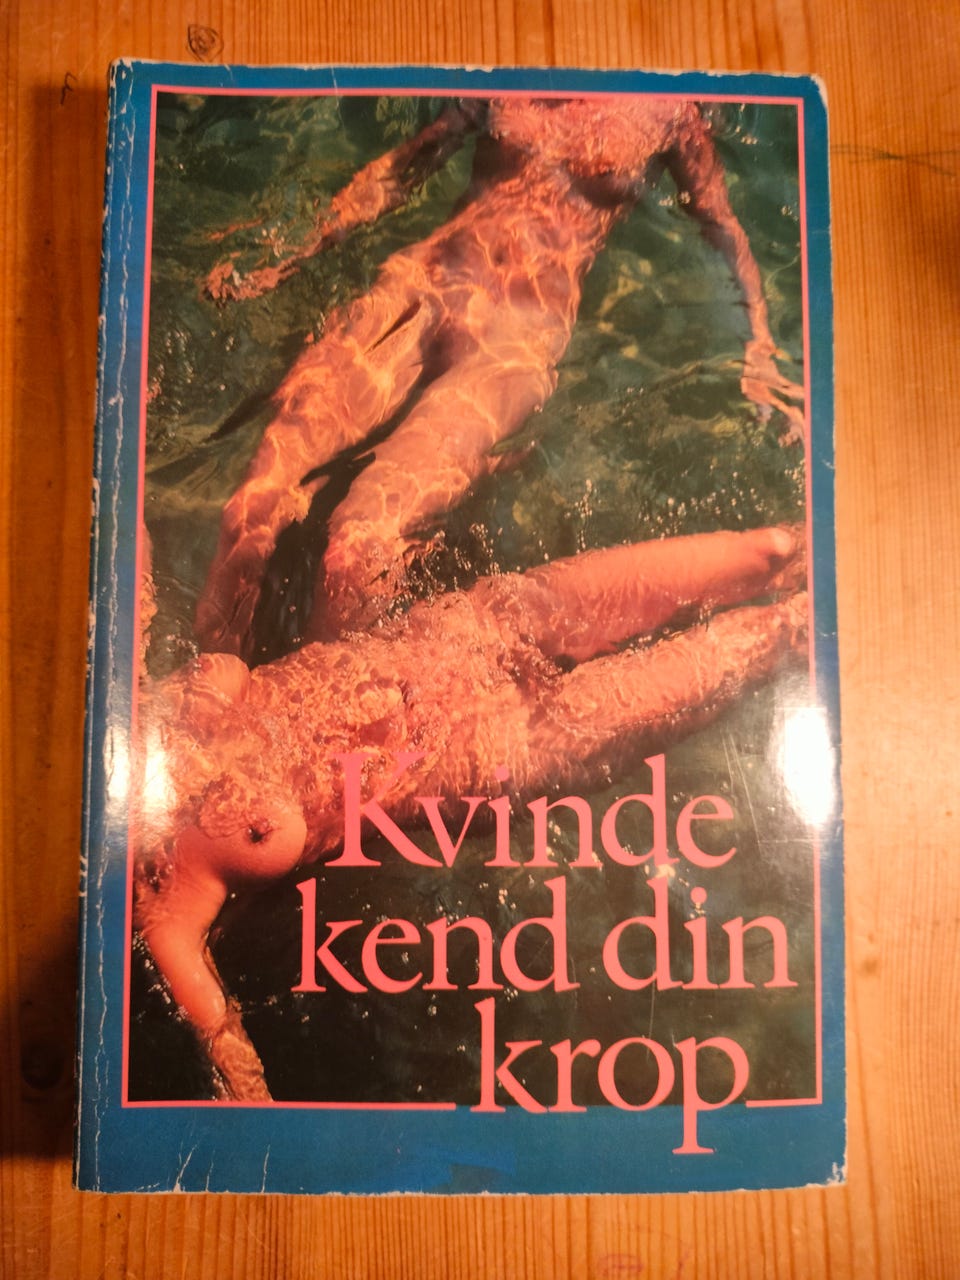 Kvinde
kend din
krop